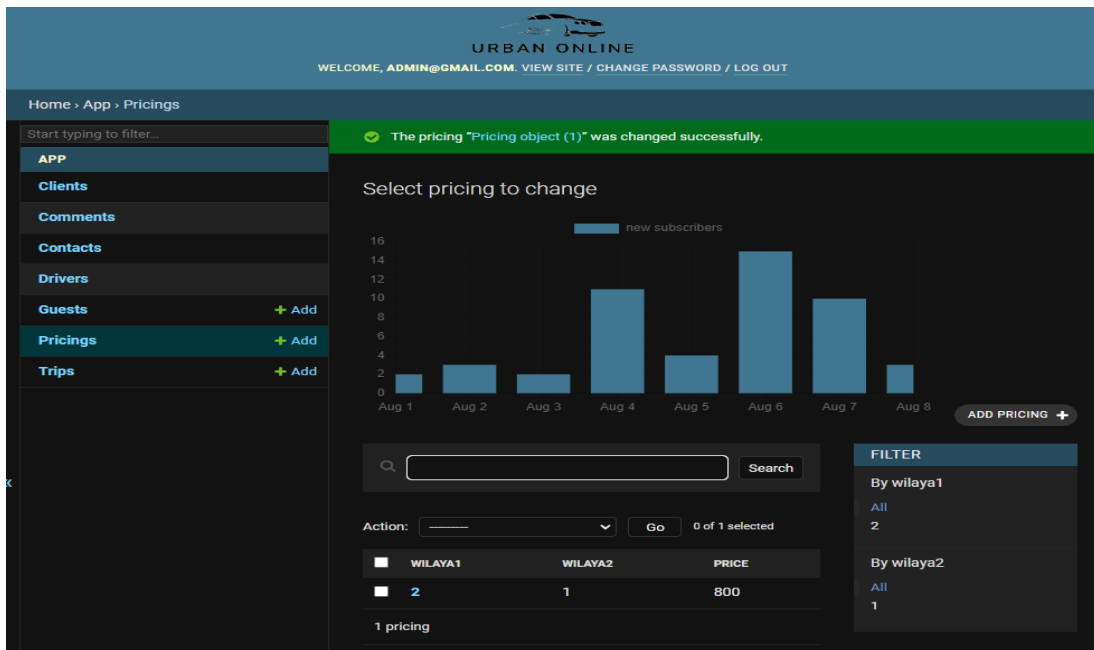 URBAN ONLINE
WELCOME, ADMIN@GMAIL.COM. VIEW SITE / CHANGE PASSWORD / LOG OUT
Home › App › Pricings
Start typing to filter...
APP
Clients
Comments
Contacts
Drivers
Guests + Add
Pricings + Add
Trips + Add
The pricing “Pricing object (1)” was changed successfully.
Select pricing to change
new subscribers
16
14
12
10
8
6
4
2
0
Aug 1 Aug 2 Aug 3 Aug 4 Aug 5 Aug 6 Aug 7 Aug 8
ADD PRICING +
Search
Action: --------- Go 0 of 1 selected
WILAYA1 WILAYA2 PRICE
2 1 800
1 pricing
FILTER
By wilaya1
All
2
By wilaya2
All
1
«